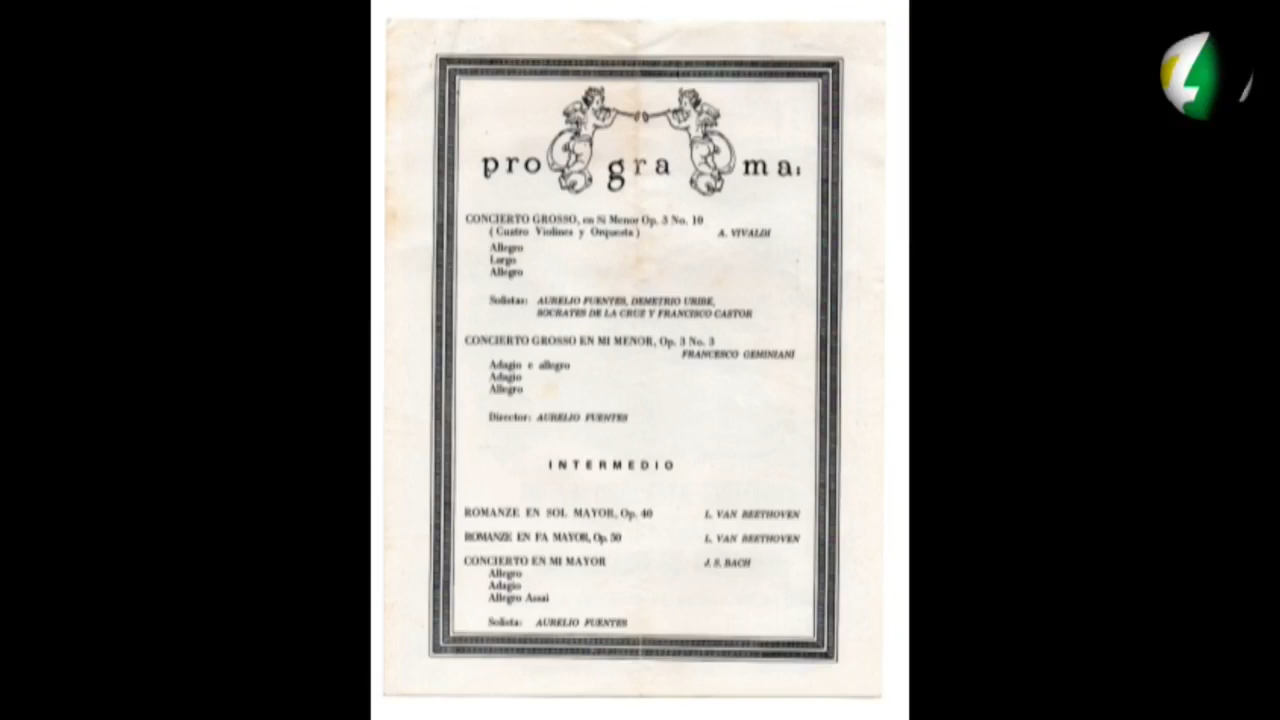 programa:
CONCIERTO GROSSO, en Si Menor Op. 3 No. 10
( Cuatro Violines y Orquesta ) A. VIVALDI
Allegro
Largo
Allegro
Solistas: AURELIO FUENTES, DEMETRIO URIBE,
SOCRATES DE LA CRUZ Y FRANCISCO CASTOR
CONCIERTO GROSSO EN MI MENOR, Op. 3 No. 3
FRANCESCO GEMINIANI
Adagio e allegro
Adagio
Allegro
Director: AURELIO FUENTES
INTERMEDIO
ROMANZE EN SOL MAYOR, Op. 40 L. VAN BEETHOVEN
ROMANZE EN FA MAYOR, Op. 50 L. VAN BEETHOVEN
CONCIERTO EN MI MAYOR J. S. BACH
Allegro
Adagio
Allegro Assai
Solista: AURELIO FUENTES